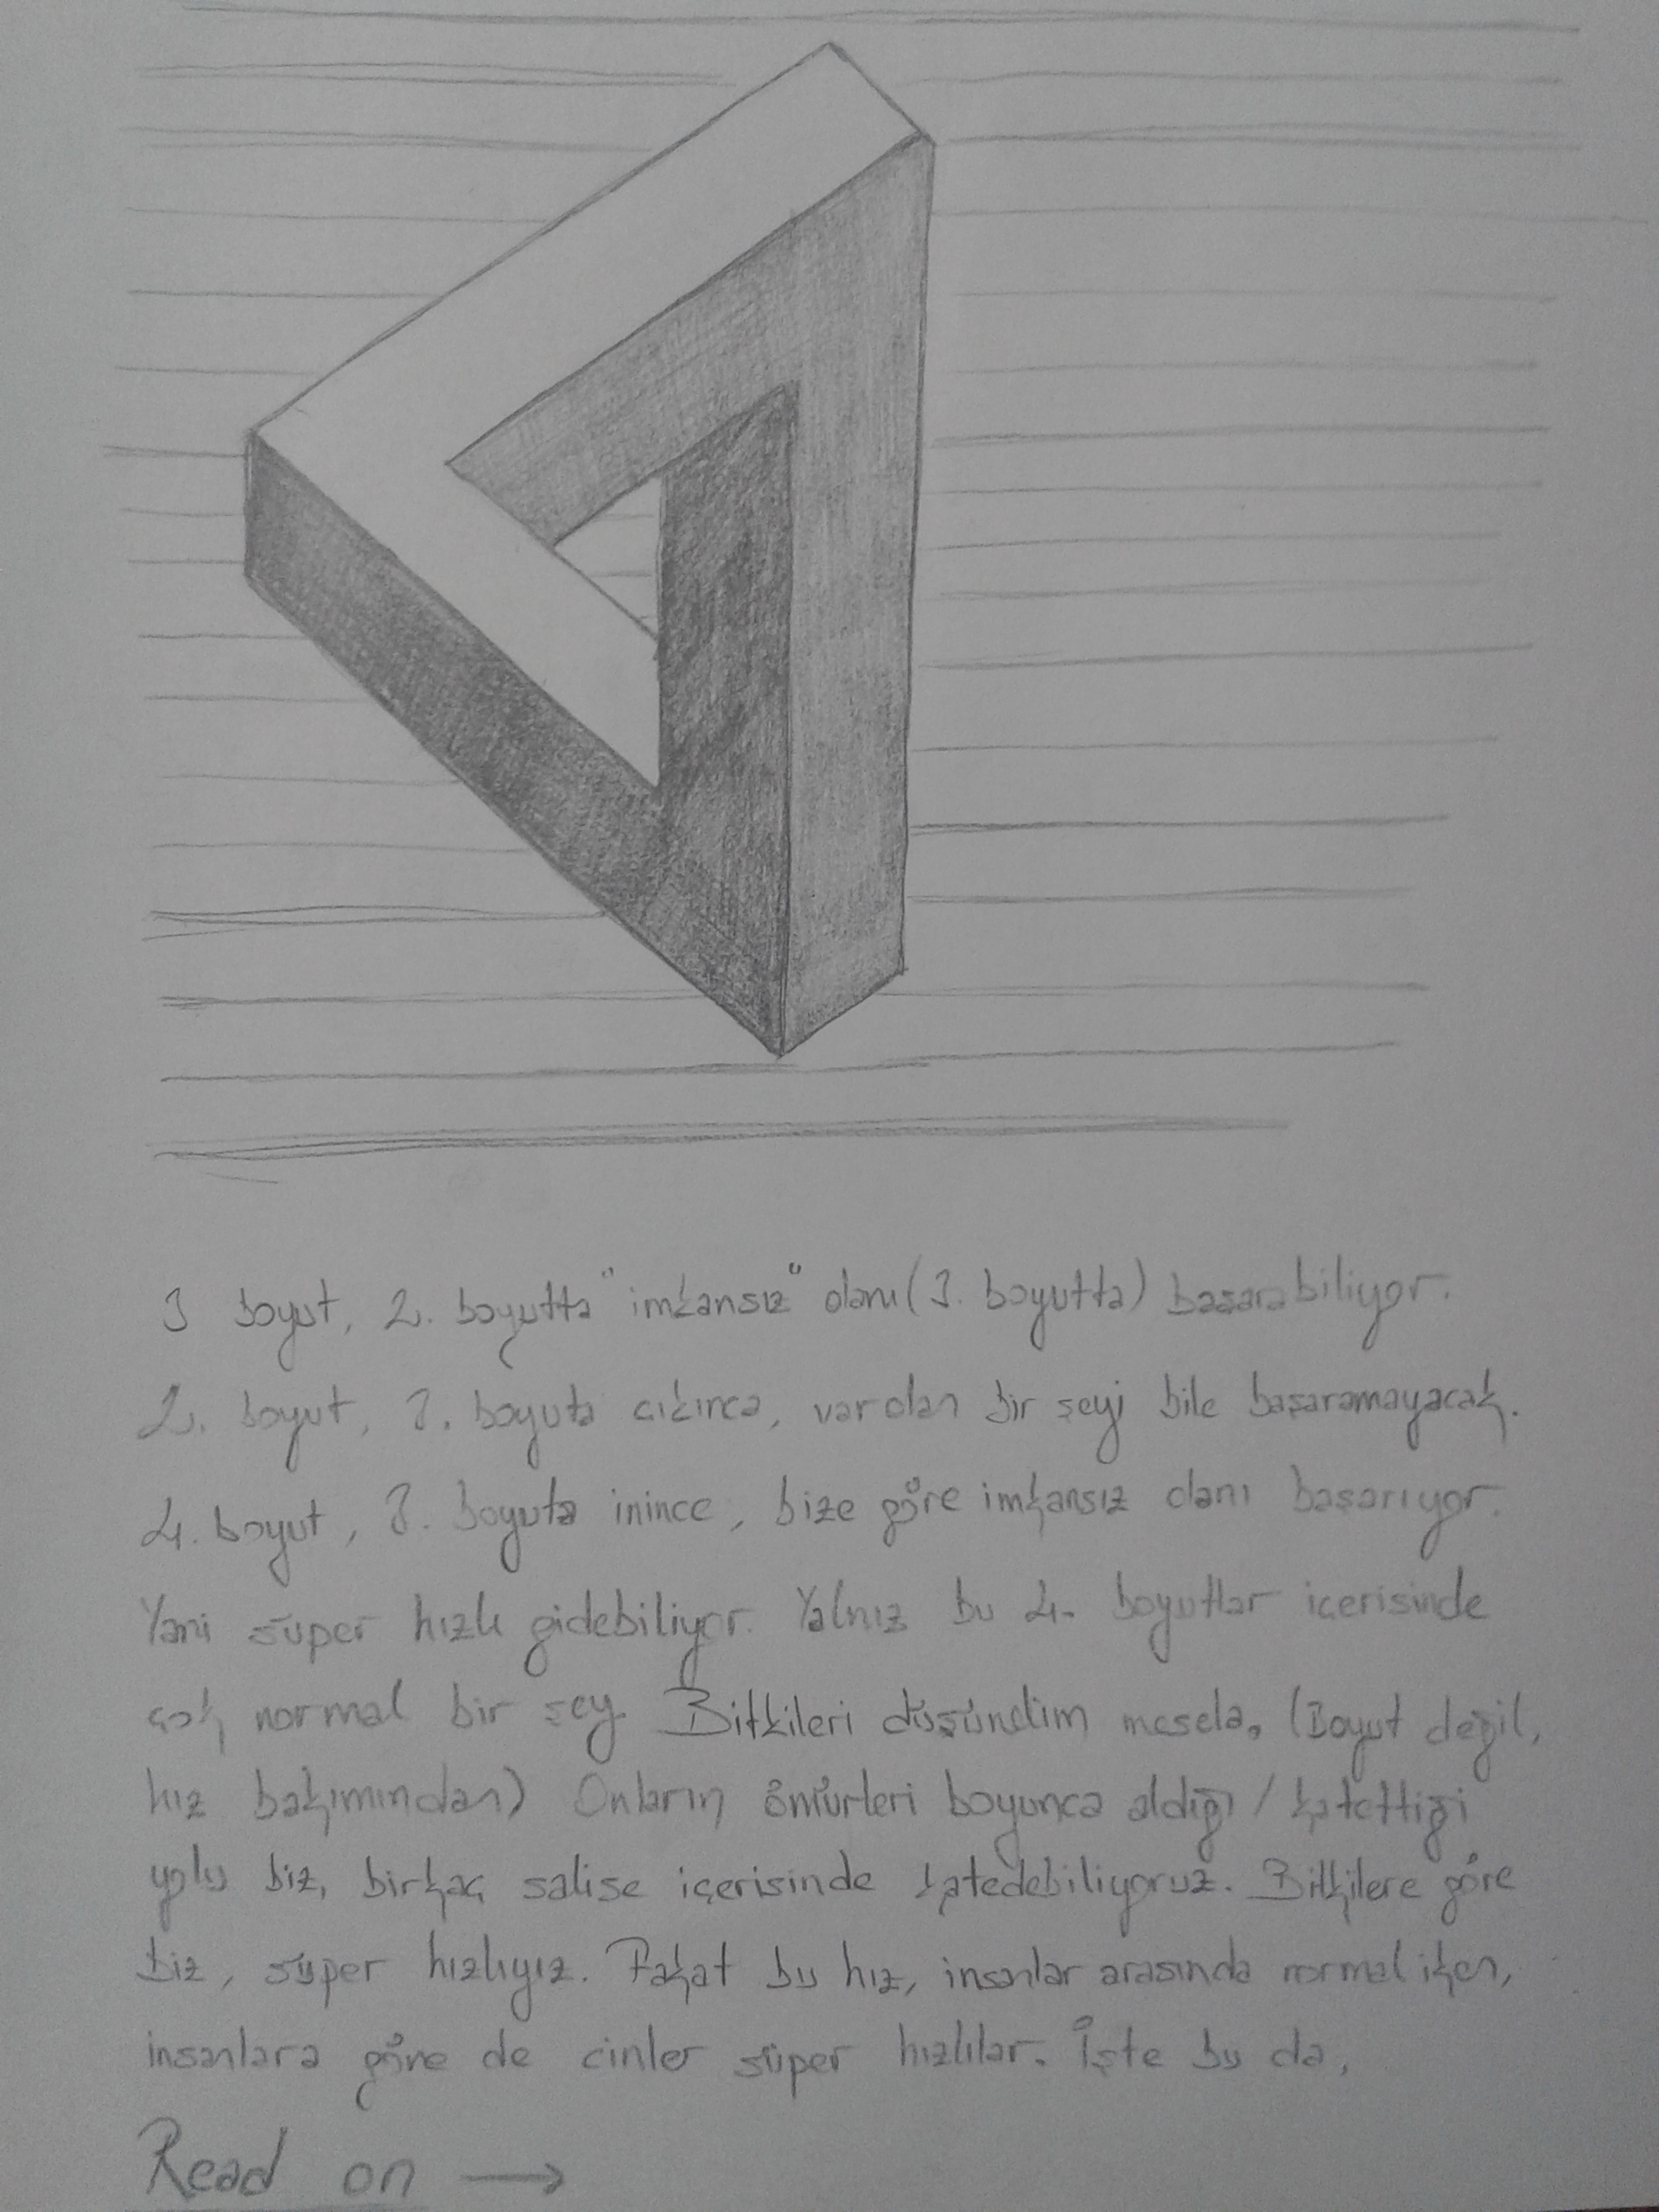 3 boyut, 2. boyutta "imkansız" olanı (3. boyutta) başarabiliyor.
2. boyut, 3. boyuta çıkınca, var olan bir şeyi bile başaramayacak.
4. boyut, 3. boyuta inince, bize göre imkansız olanı başarıyor.
Yani süper hızlı gidebiliyor. Yalnız bu 4. boyutlar içerisinde
çok normal bir şey. Bitkileri düşündüm mesela. (Boyut değil,
hız bakımından) Onların ömürleri boyunca aldığı / katettiği
yolu biz, birkaç salise içerisinde katedebiliyoruz. Bitkilere göre
biz, süper hızlıyız. Fakat bu hız, insanlar arasında normal iken,
insanlara göre de cinler süper hızlılar. İşte bu da,
Read on →